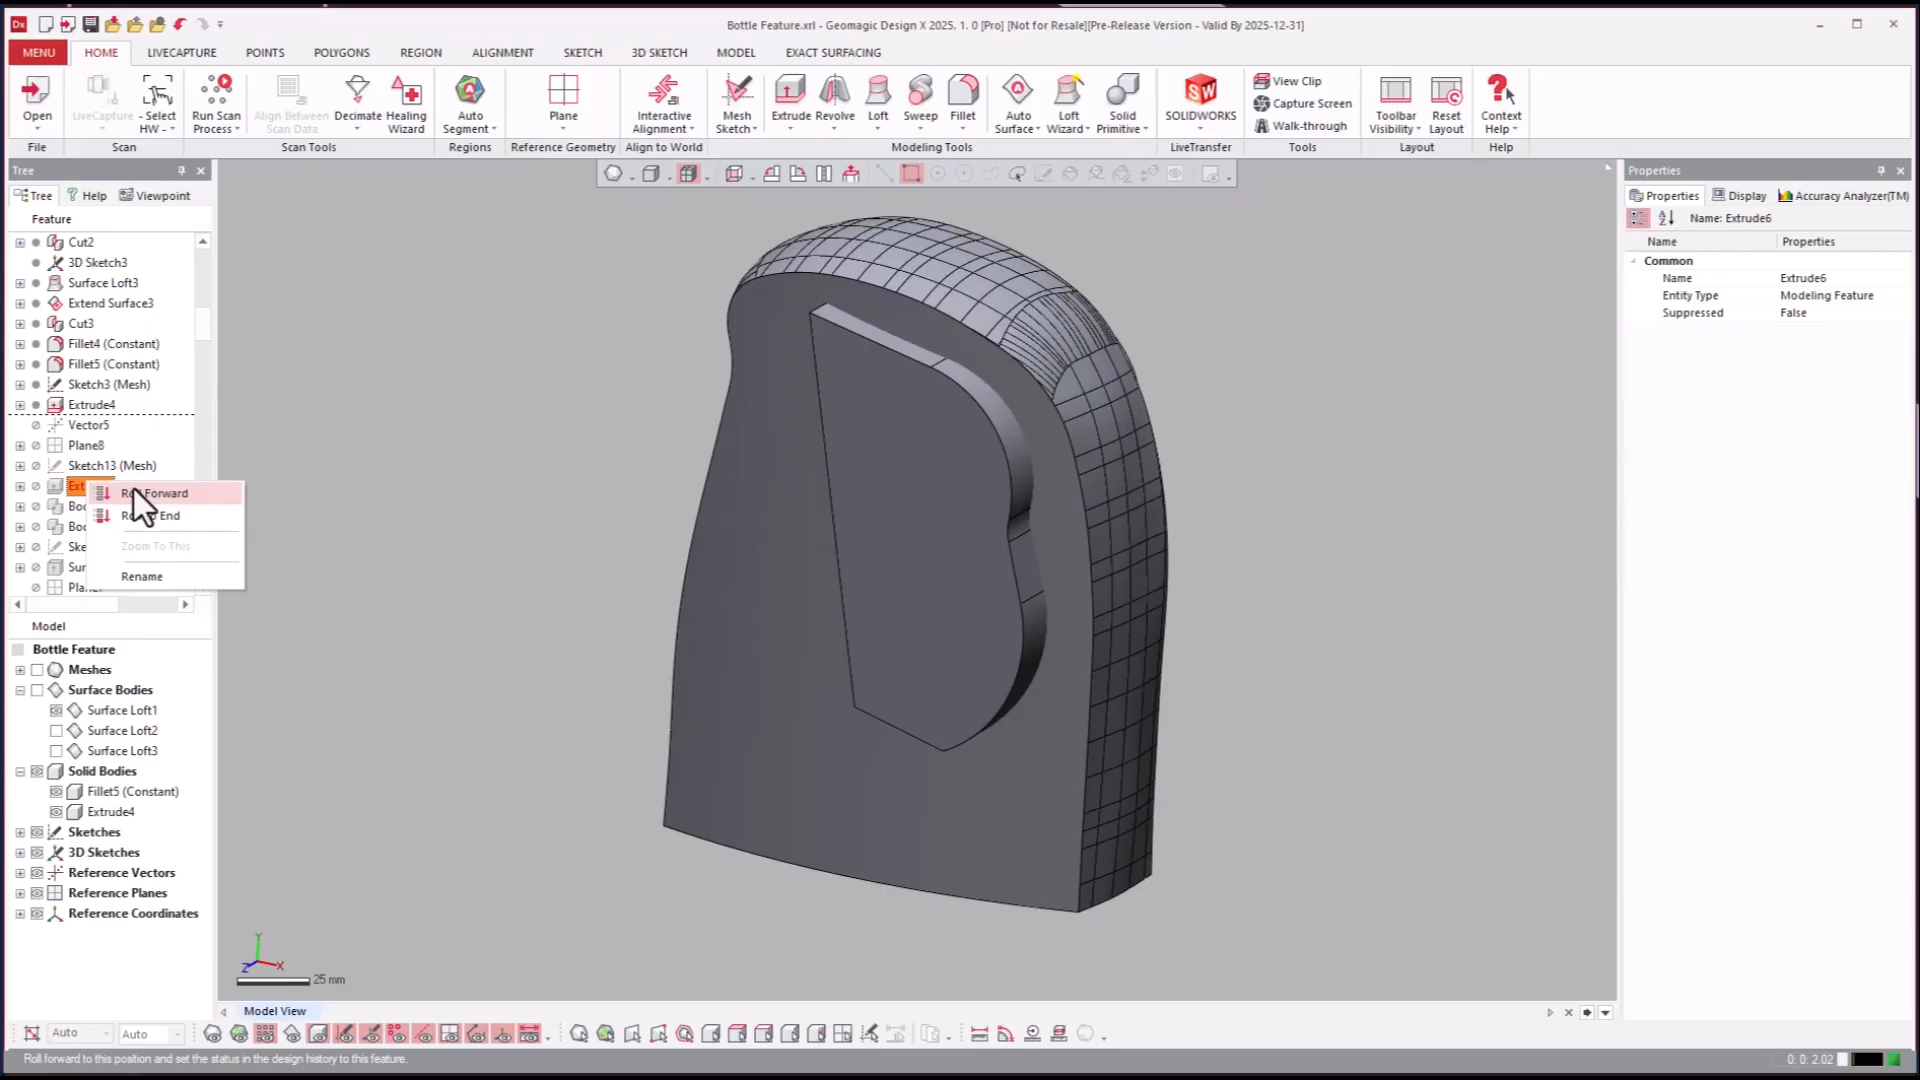 Bottle Feature.xrl - Geomagic Design X 2025. 1. 0 [Pro] [Not for Resale][Pre-Release Version - Valid By 2025-12-31]
MENU HOME LIVECAPTURE POINTS POLYGONS REGION ALIGNMENT SKETCH 3D SKETCH MODEL EXACT SURFACING
Open
LiveCapture
Select HW
Run Scan Process
Align Between Scan Data
Decimate
Healing Wizard
Auto Segment
Plane
Interactive Alignment
Mesh Sketch
Extrude
Revolve
Loft
Sweep
Fillet
Auto Surface
Loft Wizard
Solid Primitive
SOLIDWORKS
View Clip
Capture Screen
Walk-through
Toolbar Visibility
Reset Layout
Context Help
File Scan Scan Tools Regions Reference Geometry Align to World Modeling Tools LiveTransfer Tools Layout Help
Tree
Tree Help Viewpoint
Feature
Cut2
3D Sketch3
Surface Loft3
Extend Surface3
Cut3
Fillet4 (Constant)
Fillet5 (Constant)
Sketch3 (Mesh)
Extrude4
Vector5
Plane8
Sketch13 (Mesh)
Ext
Boo
Boo
Ske
Sur
Forward
End
Zoom To This
Rename
Model
Bottle Feature
Meshes
Surface Bodies
Surface Loft1
Surface Loft2
Surface Loft3
Solid Bodies
Fillet5 (Constant)
Extrude4
Sketches
3D Sketches
Reference Vectors
Reference Planes
Reference Coordinates
Y
Z X
25 mm
Model View
Auto Auto
Roll forward to this position and set the status in the design history to this feature.
0: 0: 2.02
Properties
Properties Display Accuracy Analyzer(TM)
Name: Extrude6
Name Properties
Common
Name Extrude6
Entity Type Modeling Feature
Suppressed False